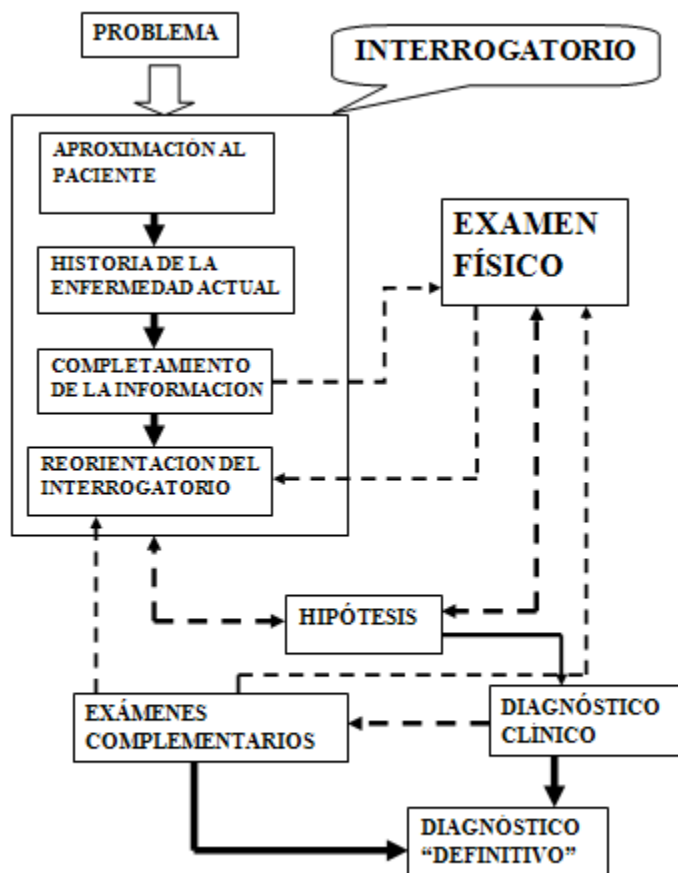 PROBLEMA
INTERROGATORIO
APROXIMACIÓN AL
PACIENTE
HISTORIA DE LA
ENFERMEDAD ACTUAL
COMPLETAMIENTO
DE LA INFORMACION
REORIENTACION DEL
INTERROGATORIO
EXAMEN
FÍSICO
HIPÓTESIS
EXÁMENES
COMPLEMENTARIOS
DIAGNÓSTICO
CLÍNICO
DIAGNÓSTICO
“DEFINITIVO”